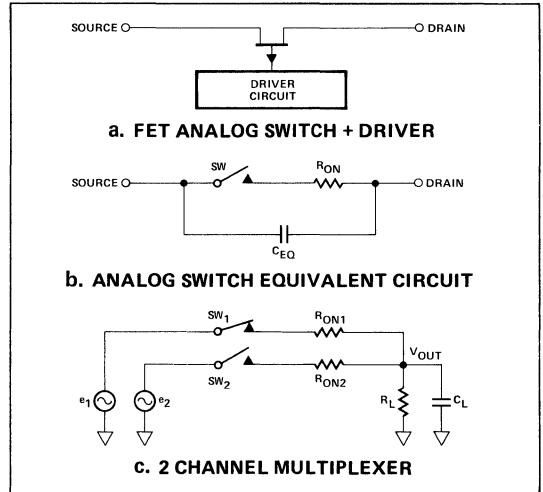 SOURCE DRAIN
DRIVER
CIRCUIT
a. FET ANALOG SWITCH + DRIVER
SW RON
SOURCE DRAIN
CEQ
b. ANALOG SWITCH EQUIVALENT CIRCUIT
SW1 RON1
VOUT
SW2 RON2
e1 e2 RL CL
c. 2 CHANNEL MULTIPLEXER